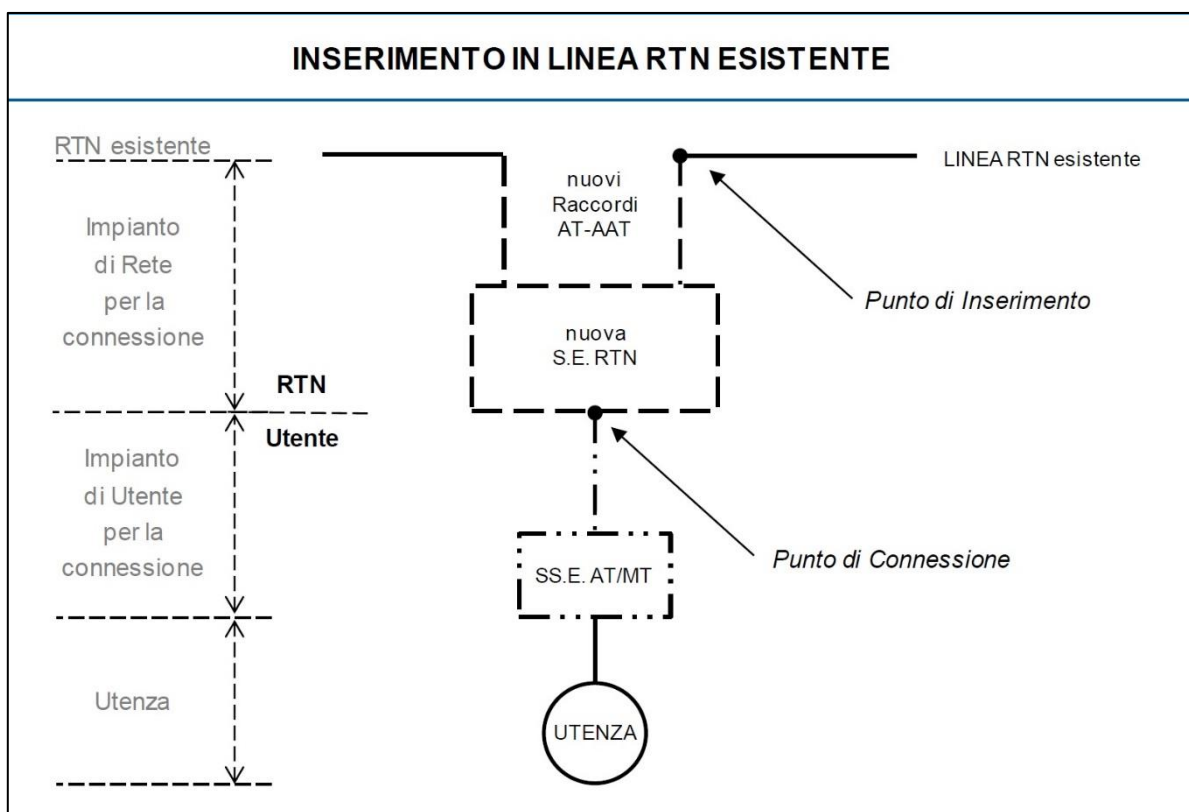 INSERIMENTO IN LINEA RTN ESISTENTE
RTN esistente
LINEA RTN esistente
nuovi
Raccordi
AT-AAT
Impianto
di Rete
per la
connessione
Punto di Inserimento
nuova
S.E. RTN
RTN
Utente
Impianto
di Utente
per la
connessione
Punto di Connessione
SS.E. AT/MT
Utenza
UTENZA